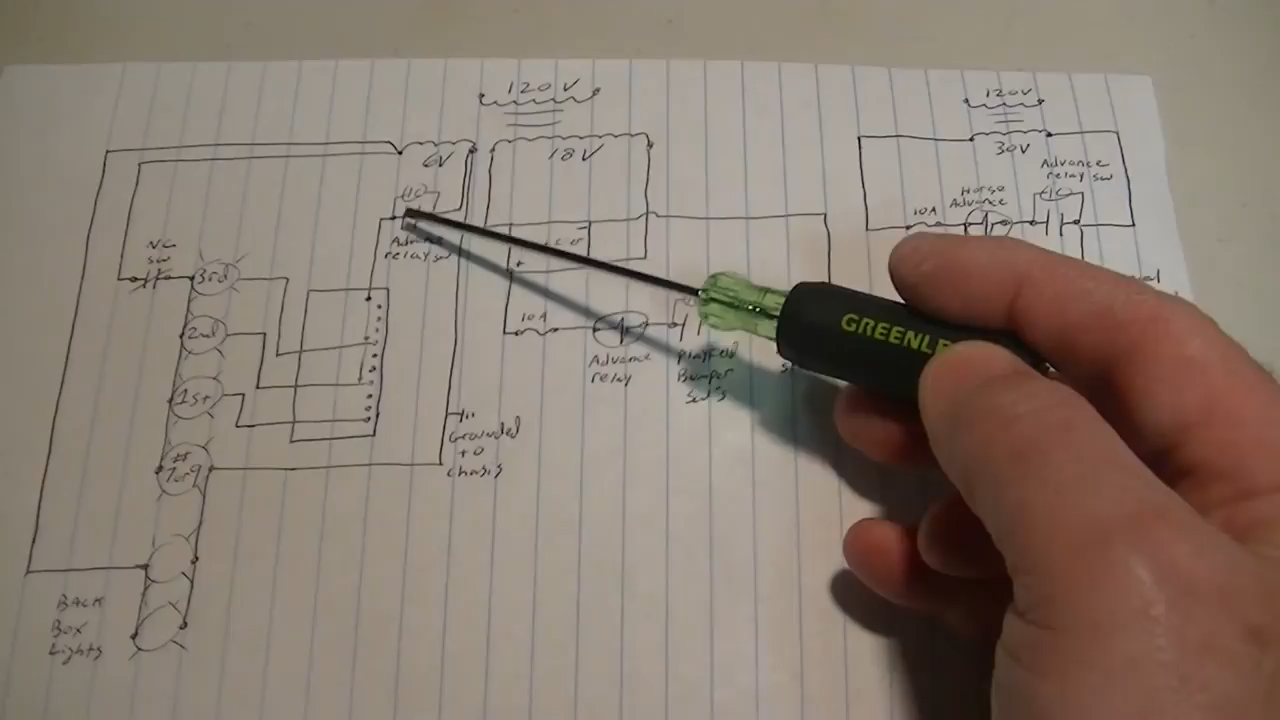 120V
120V
6V
18V
30V
Advance
relay sw
Horse
Advance
10A
NC
SW
Advance
relay sw
3rd
+
10A
2nd
Advance
relay
Playfield
Bumper
sw's
GREENLE
1st
Grounded
to
chasis
#
7or9
BACK
Box
Lights